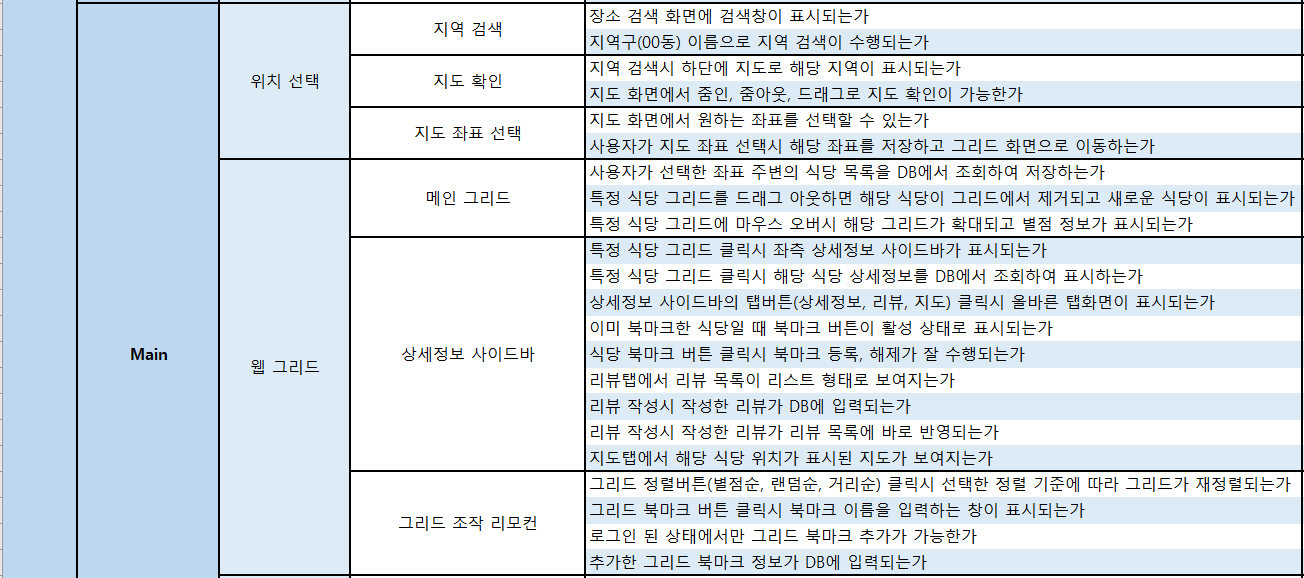 지역 검색
장소 검색 화면에 검색창이 표시되는가
지역구(00동) 이름으로 지역 검색이 수행되는가
위치 선택
지도 확인
지역 검색시 하단에 지도로 해당 지역이 표시되는가
지도 화면에서 줌인, 줌아웃, 드래그로 지도 확인이 가능한가
지도 좌표 선택
지도 화면에서 원하는 좌표를 선택할 수 있는가
사용자가 지도 좌표 선택시 해당 좌표를 저장하고 그리드 화면으로 이동하는가
메인 그리드
사용자가 선택한 좌표 주변의 식당 목록을 DB에서 조회하여 저장하는가
특정 식당 그리드를 드래그 아웃하면 해당 식당이 그리드에서 제거되고 새로운 식당이 표시되는가
특정 식당 그리드에 마우스 오버시 해당 그리드가 확대되고 별점 정보가 표시되는가
Main
웹 그리드
상세정보 사이드바
특정 식당 그리드 클릭시 좌측 상세정보 사이드바가 표시되는가
특정 식당 그리드 클릭시 해당 식당 상세정보를 DB에서 조회하여 표시하는가
상세정보 사이드바의 탭버튼(상세정보, 리뷰, 지도) 클릭시 올바른 탭화면이 표시되는가
이미 북마크한 식당일 때 북마크 버튼이 활성 상태로 표시되는가
식당 북마크 버튼 클릭시 북마크 등록, 해제가 잘 수행되는가
리뷰탭에서 리뷰 목록이 리스트 형태로 보여지는가
리뷰 작성시 작성한 리뷰가 DB에 입력되는가
리뷰 작성시 작성한 리뷰가 리뷰 목록에 바로 반영되는가
지도탭에서 해당 식당 위치가 표시된 지도가 보여지는가
그리드 조작 리모컨
그리드 정렬버튼(별점순, 랜덤순, 거리순) 클릭시 선택한 정렬 기준에 따라 그리드가 재정렬되는가
그리드 북마크 버튼 클릭시 북마크 이름을 입력하는 창이 표시되는가
로그인 된 상태에서만 그리드 북마크 추가가 가능한가
추가한 그리드 북마크 정보가 DB에 입력되는가